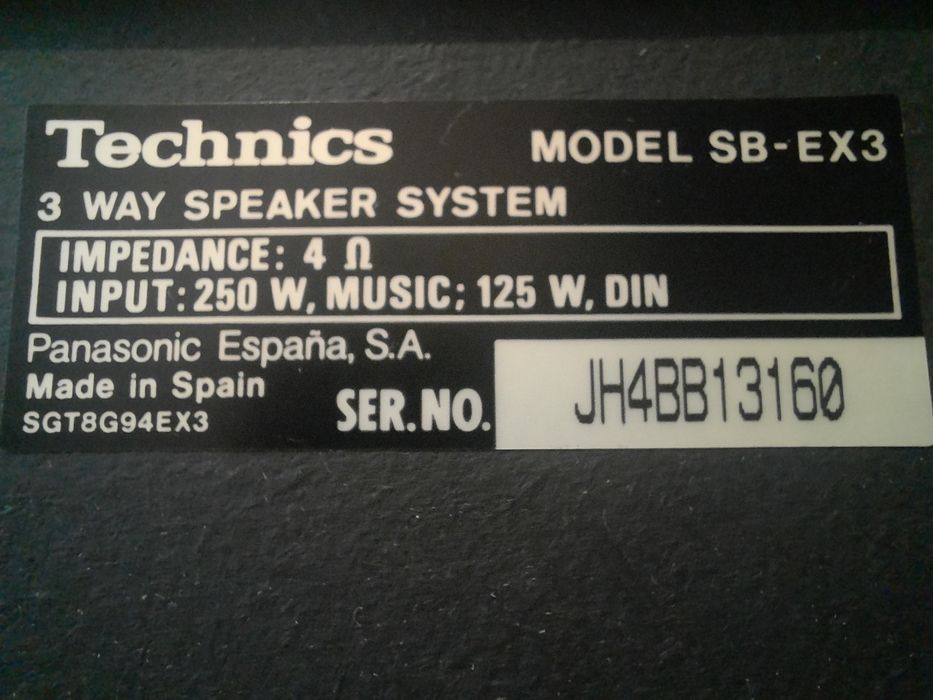 Technics MODEL SB-EX3
3 WAY SPEAKER SYSTEM
IMPEDANCE: 4 Ω
INPUT: 250 W, MUSIC; 125 W, DIN
Panasonic España, S.A.
Made in Spain
SGT8G94EX3
SER.NO. JH4BB13160